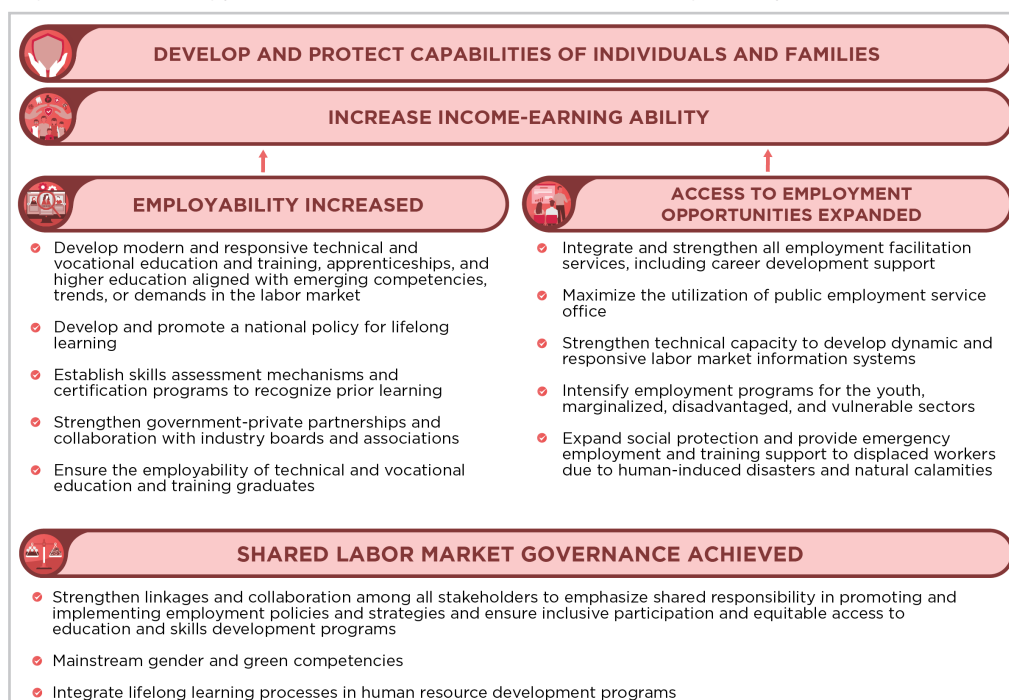 DEVELOP AND PROTECT CAPABILITIES OF INDIVIDUALS AND FAMILIES
INCREASE INCOME-EARNING ABILITY
EMPLOYABILITY INCREASED
Develop modern and responsive technical and
vocational education and training, apprenticeships, and
higher education aligned with emerging competencies,
trends, or demands in the labor market
Develop and promote a national policy for lifelong
learning
Establish skills assessment mechanisms and
certification programs to recognize prior learning
Strengthen government-private partnerships and
collaboration with industry boards and associations
Ensure the employability of technical and vocational
education and training graduates
ACCESS TO EMPLOYMENT
OPPORTUNITIES EXPANDED
Integrate and strengthen all employment facilitation
services, including career development support
Maximize the utilization of public employment service
office
Strengthen technical capacity to develop dynamic and
responsive labor market information systems
Intensify employment programs for the youth,
marginalized, disadvantaged, and vulnerable sectors
Expand social protection and provide emergency
employment and training support to displaced workers
due to human-induced disasters and natural calamities
SHARED LABOR MARKET GOVERNANCE ACHIEVED
Strengthen linkages and collaboration among all stakeholders to emphasize shared responsibility in promoting and
implementing employment policies and strategies and ensure inclusive participation and equitable access to
education and skills development programs
Mainstream gender and green competencies
Integrate lifelong learning processes in human resource development programs